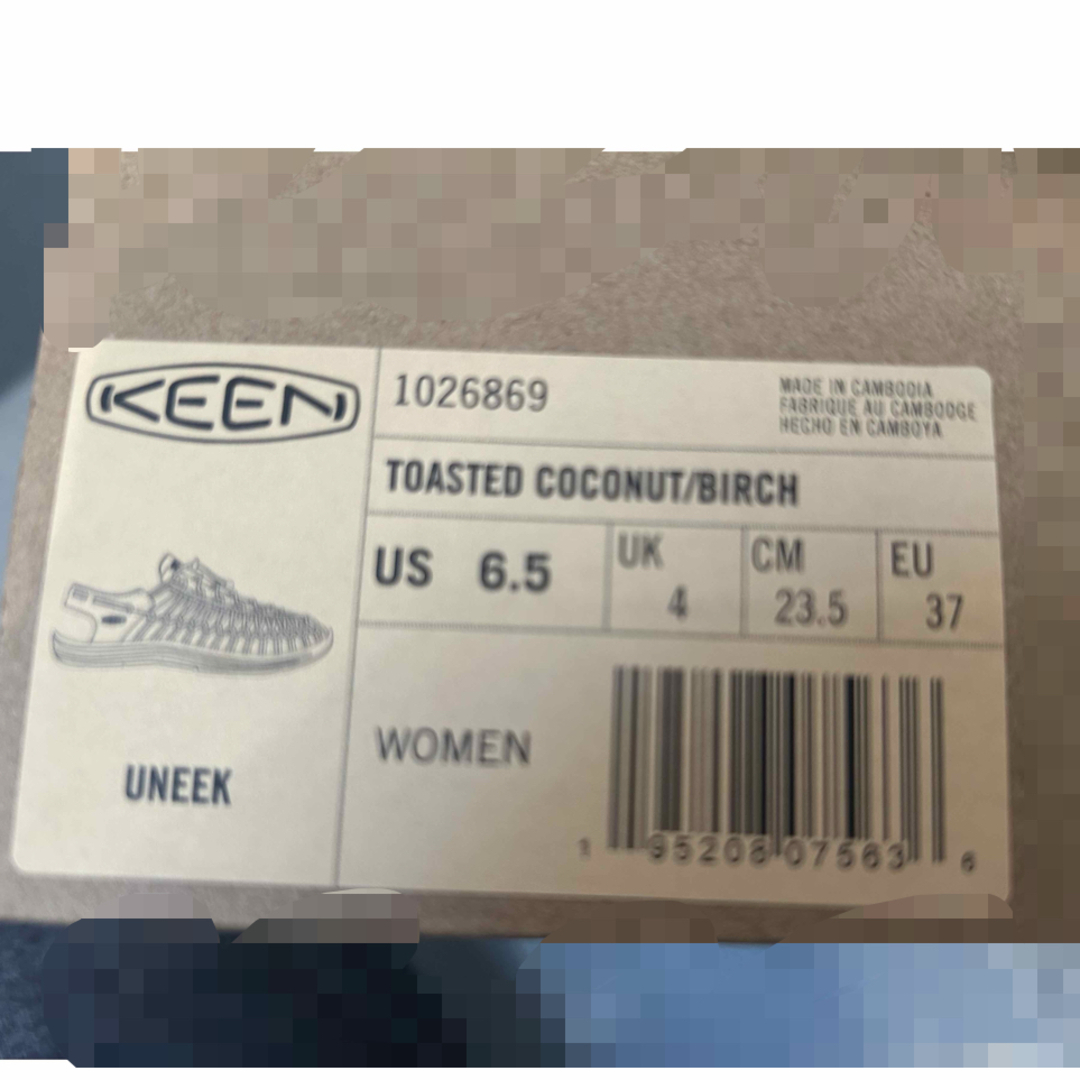 KEEN
1026869
MADE IN CAMBODIA
FABRIQUÉ AU CAMBODGE
HECHO EN CAMBOYA
TOASTED COCONUT/BIRCH
US 6.5
UK 4
CM 23.5
EU 37
UNEEK
WOMEN
1 95208 07563 6